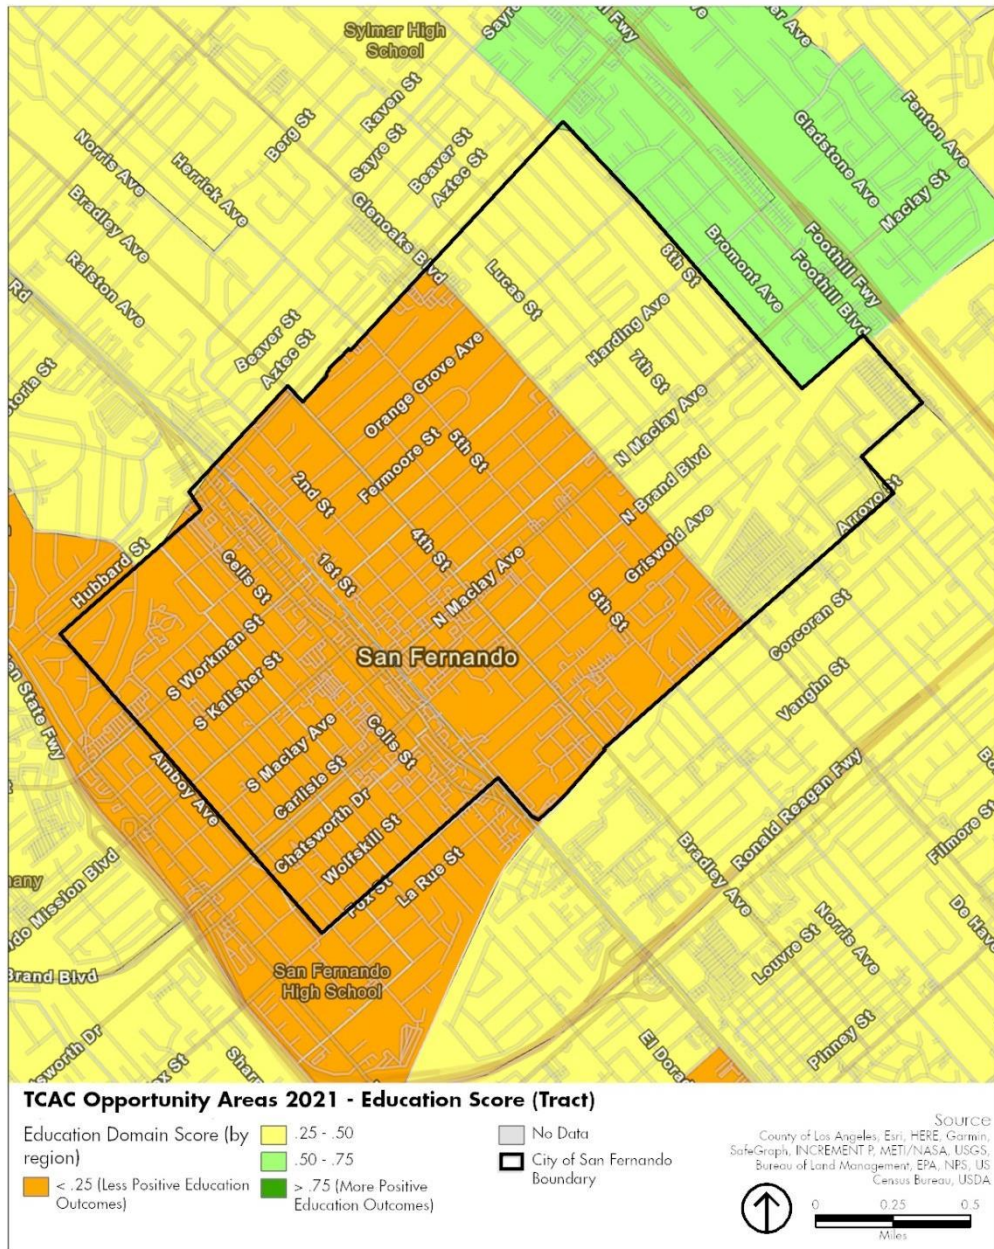 Sylmar High
School
Fwy
Fenton Ave
Gladstone Ave
Maclay St
Raven St
Berg St
Sayre St
Beaver St
Aztec St
Norris Ave
Herrick Ave
Bradley Ave
Ralston Ave
Glenoaks Blvd
Lucas St
8th St
Bromont Ave
Foothill Fwy
Foothill Blvd
Rd
Beaver St
Aztec St
Harding Ave
7th St
Orange Grove Ave
N Maclay Ave
Fermoore St
5th St
N Brand Blvd
2nd St
Arroyo St
Griswold Ave
4th St
1st St
Hubbard St
Cells St
N Maclay Ave
5th St
Corcoran St
S Workman St
San Fernando
S Kalisher St
Vaughn St
State Fwy
S Maclay Ave
Cells St
Amboy Ave
Carlisle St
Chatsworth Dr
Wolfskill St
Fox St
La Rue St
Ronald Reagan Fwy
Bradley Ave
Filmore St
Mission Blvd
Brand Blvd
Norris Ave
Louvre St
San Fernando
High School
Pinney St
TCAC Opportunity Areas 2021 - Education Score (Tract)
Education Domain Score (by
region)
< .25 (Less Positive Education
Outcomes)
.25 - .50
.50 - .75
> .75 (More Positive
Education Outcomes)
No Data
City of San Fernando
Boundary
Source
County of Los Angeles, Esri, HERE, Garmin,
SafeGraph, INCREMENT P, METI/NASA, USGS,
Bureau of Land Management, EPA, NPS, US
Census Bureau, USDA
0 0.25 0.5
Miles